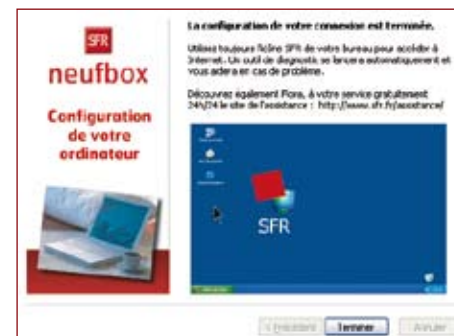 SFR
neufbox
Configuration
de votre
ordinateur
La configuration de votre connexion est terminée.
Utilisez toujours l'icône SFR de votre bureau pour accéder à
Internet. Un outil de diagnostic se lancera automatiquement et
vous aidera en cas de problème.
Découvrez également Flora, à votre service gratuitement
24h/24 le site de l'assistance : http://www.sfr.fr/assistance/
SFR
< Précédent
Terminer
Annuler